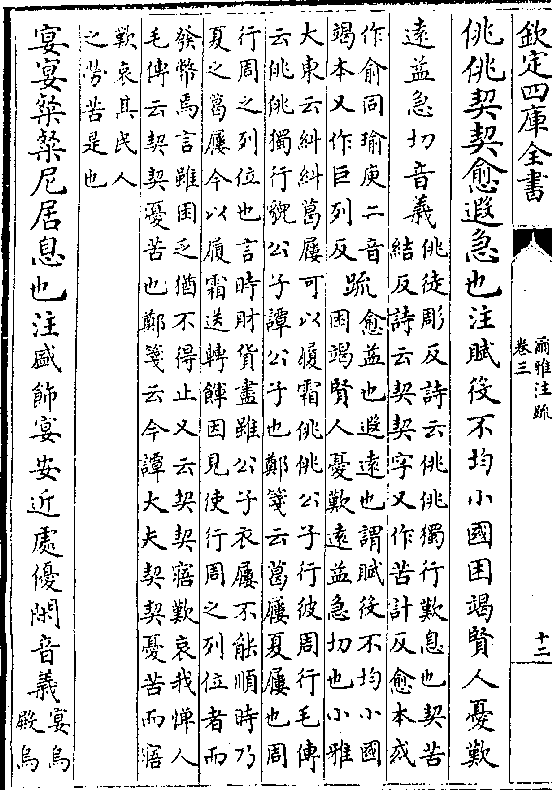 欽定四庫全書
爾雅注疏
卷三
十二
佻佻契契愈遐急也注賦役不均小國困竭賢人憂歎
遠益急切音義
佻徒彫反詩云佻佻獨行歎息也契苦
結反詩云契契字又作苦計反愈本或
作俞同瑜庾二音
竭本又作巨列反
疏
愈益也遐遠也謂賦役不均小國
困竭賢人憂歎遠益急切也小雅
大東云糾糾葛屨可以履霜佻佻公子行彼周行毛傳
云佻佻獨行貌公子譚公子也鄭箋云葛屨夏屨也周
行周之列位也言時財貨盡雖公子衣屨不能順時乃
夏之葛屨今以履霜送轉餫因見使行周之列位者而
發幣焉言雖困乏猶不得止又云契契寤歎哀我憚人
毛傳云契契憂苦也鄭箋云今譚大夫契契憂苦而寤
歎哀其民人
之勞苦是也
宴宴粲粲尼居息也注盛飾宴安近處優閑音義
宴烏
殿烏